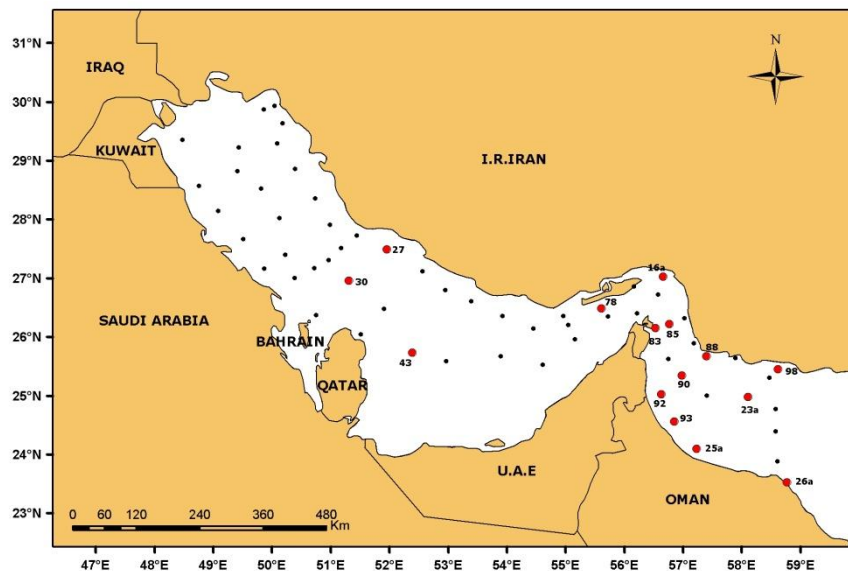 N
31°N
IRAQ
30°N
KUWAIT
29°N
I.R.IRAN
28°N
27
16a
27°N
30
78
SAUDI ARABIA
26°N
BAHRAIN
83
85
88
43
98
QATAR
90
25°N
92
23a
93
24°N
25a
U.A.E
26a
OMAN
23°N
0 60 120 240 360 480
Km
47°E 48°E 49°E 50°E 51°E 52°E 53°E 54°E 55°E 56°E 57°E 58°E 59°E